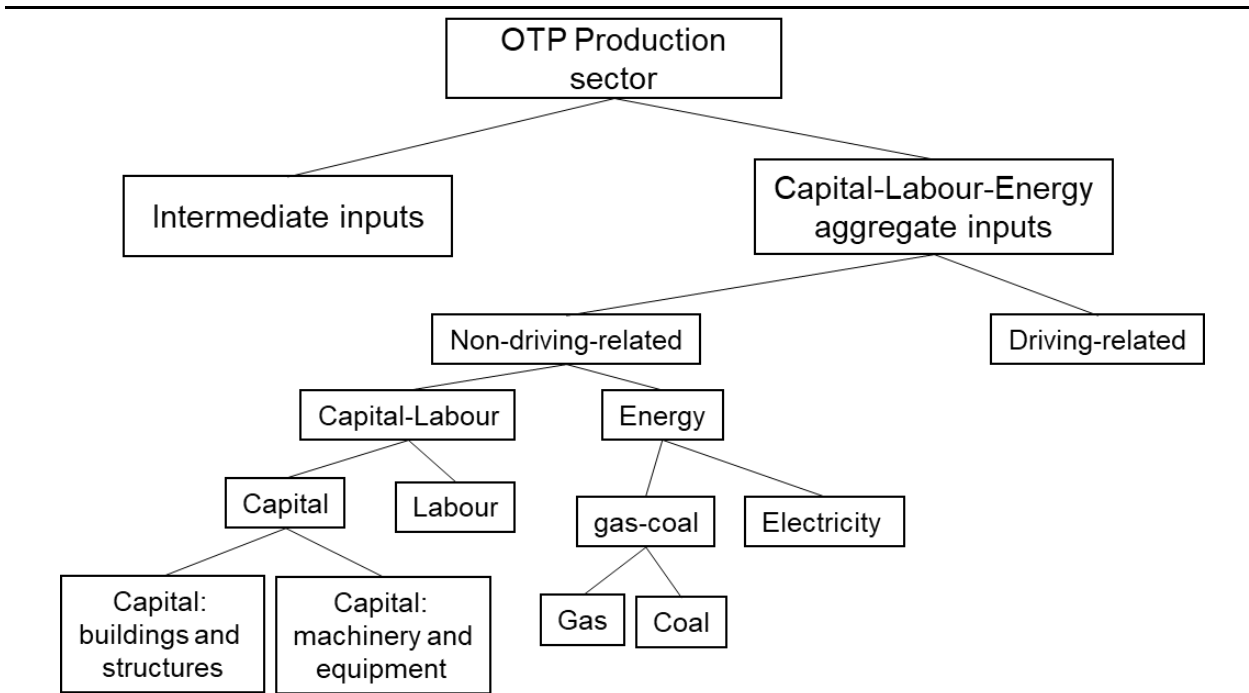 OTP Production
sector
Intermediate inputs
Capital-Labour-Energy
aggregate inputs
Non-driving-related
Driving-related
Capital-Labour
Energy
Capital
Labour
gas-coal
Electricity
Capital:
buildings and
structures
Capital:
machinery and
equipment
Gas
Coal